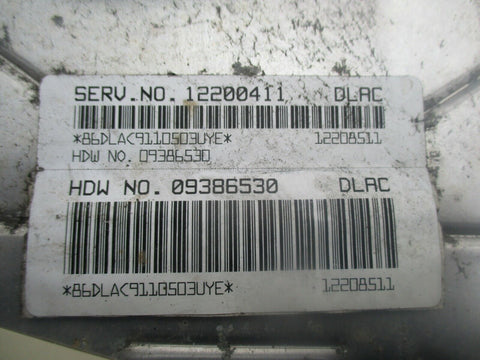 SERV.NO. 12200411 DLAC
*86DLAC9110503UYE* 12208511
HDW NO. 09386530
HDW NO. 09386530 DLAC
*86DLAC9110503UYE* 12208511